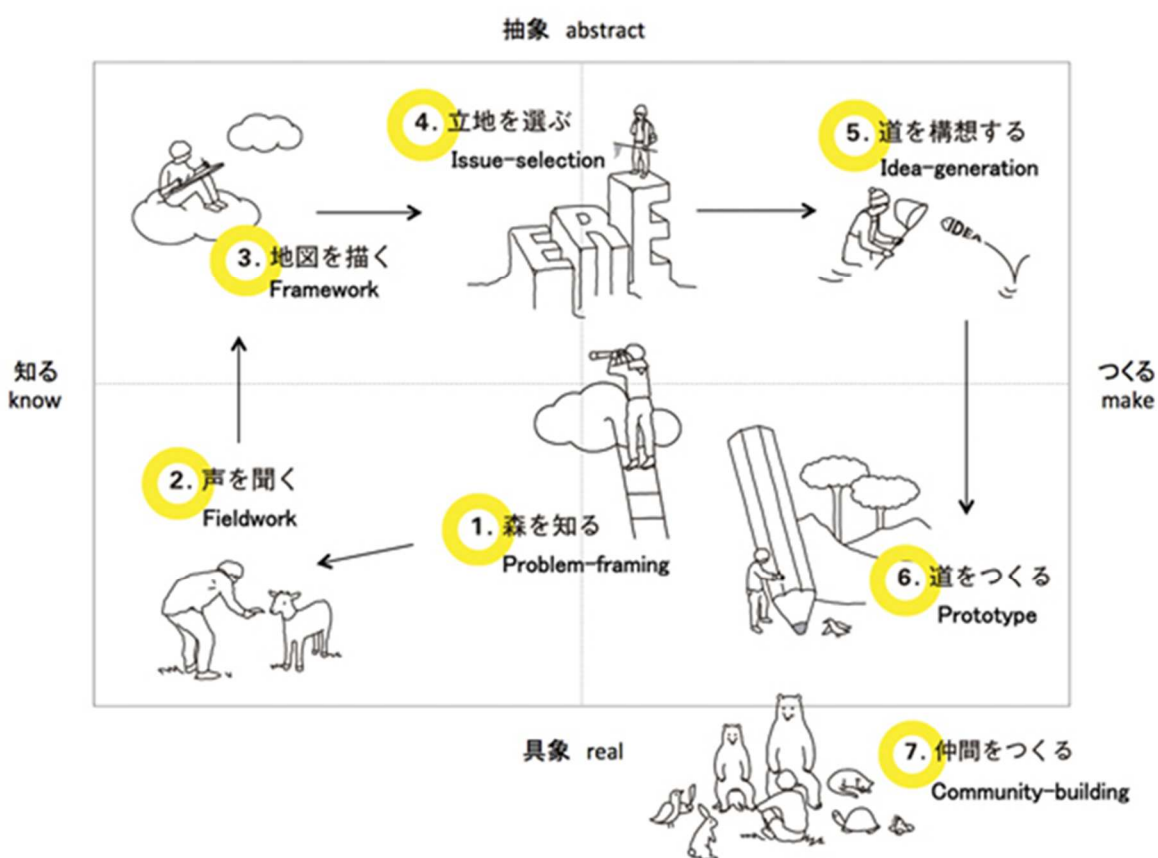 抽象 abstract
4. 立地を選ぶ
Issue-selection
5. 道を構想する
Idea-generation
3. 地図を描く
Framework
ERE
IDEA
知る
know
つくる
make
2. 声を聞く
Fieldwork
1. 森を知る
Problem-framing
6. 道をつくる
Prototype
具象 real
7. 仲間をつくる
Community-building